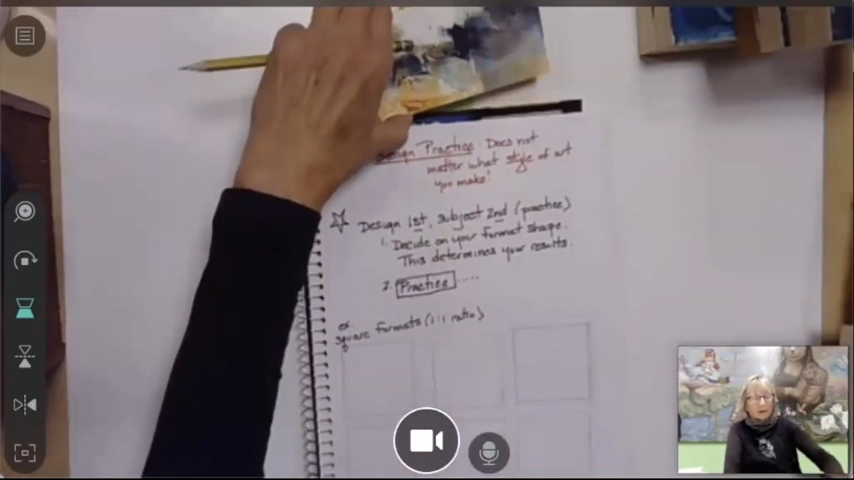 Design Practice: Does not
matter what style of art
you make!
☆ Design 1st, subject 2nd (practice)
1. Decide on your format shape.
This determines your results.
2. Practice.....
ex.
square formats (1:1 ratio)